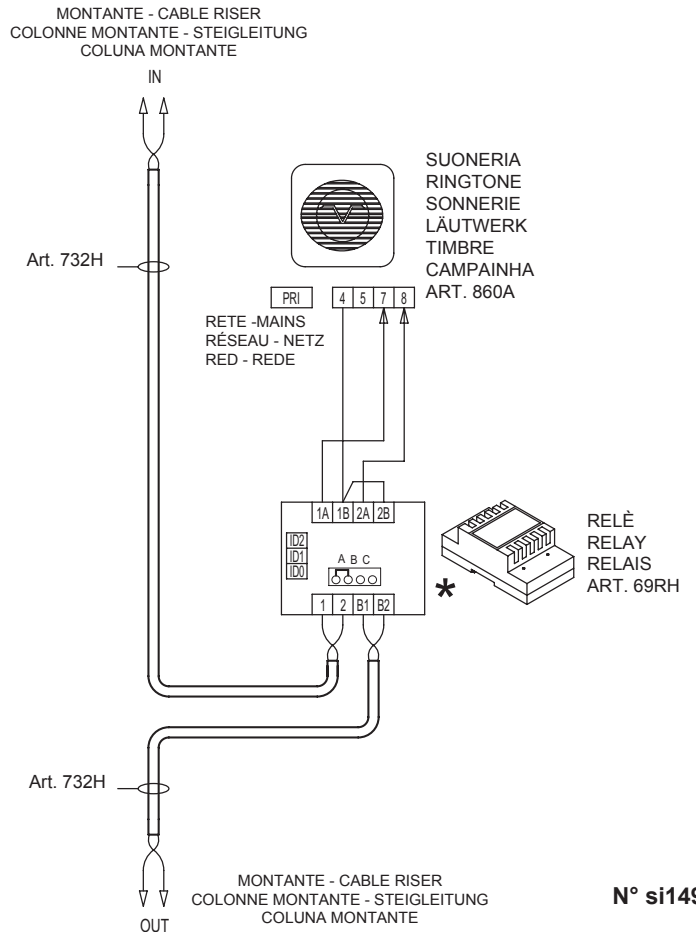 MONTANTE - CABLE RISER
COLONNE MONTANTE - STEIGLEITUNG
COLUNA MONTANTE
IN
SUONERIA
RINGTONE
SONNERIE
LÄUTWERK
TIMBRE
CAMPAINHA
ART. 860A
Art. 732H
PRI
4 5 7 8
RETE -MAINS
RÉSEAU - NETZ
RED - REDE
1A 1B 2A 2B
ID2
ID1
ID0
A B C
*
RELÈ
RELAY
RELAIS
ART. 69RH
1 2 B1 B2
Art. 732H
OUT
MONTANTE - CABLE RISER
COLONNE MONTANTE - STEIGLEITUNG
COLUNA MONTANTE
N° si149